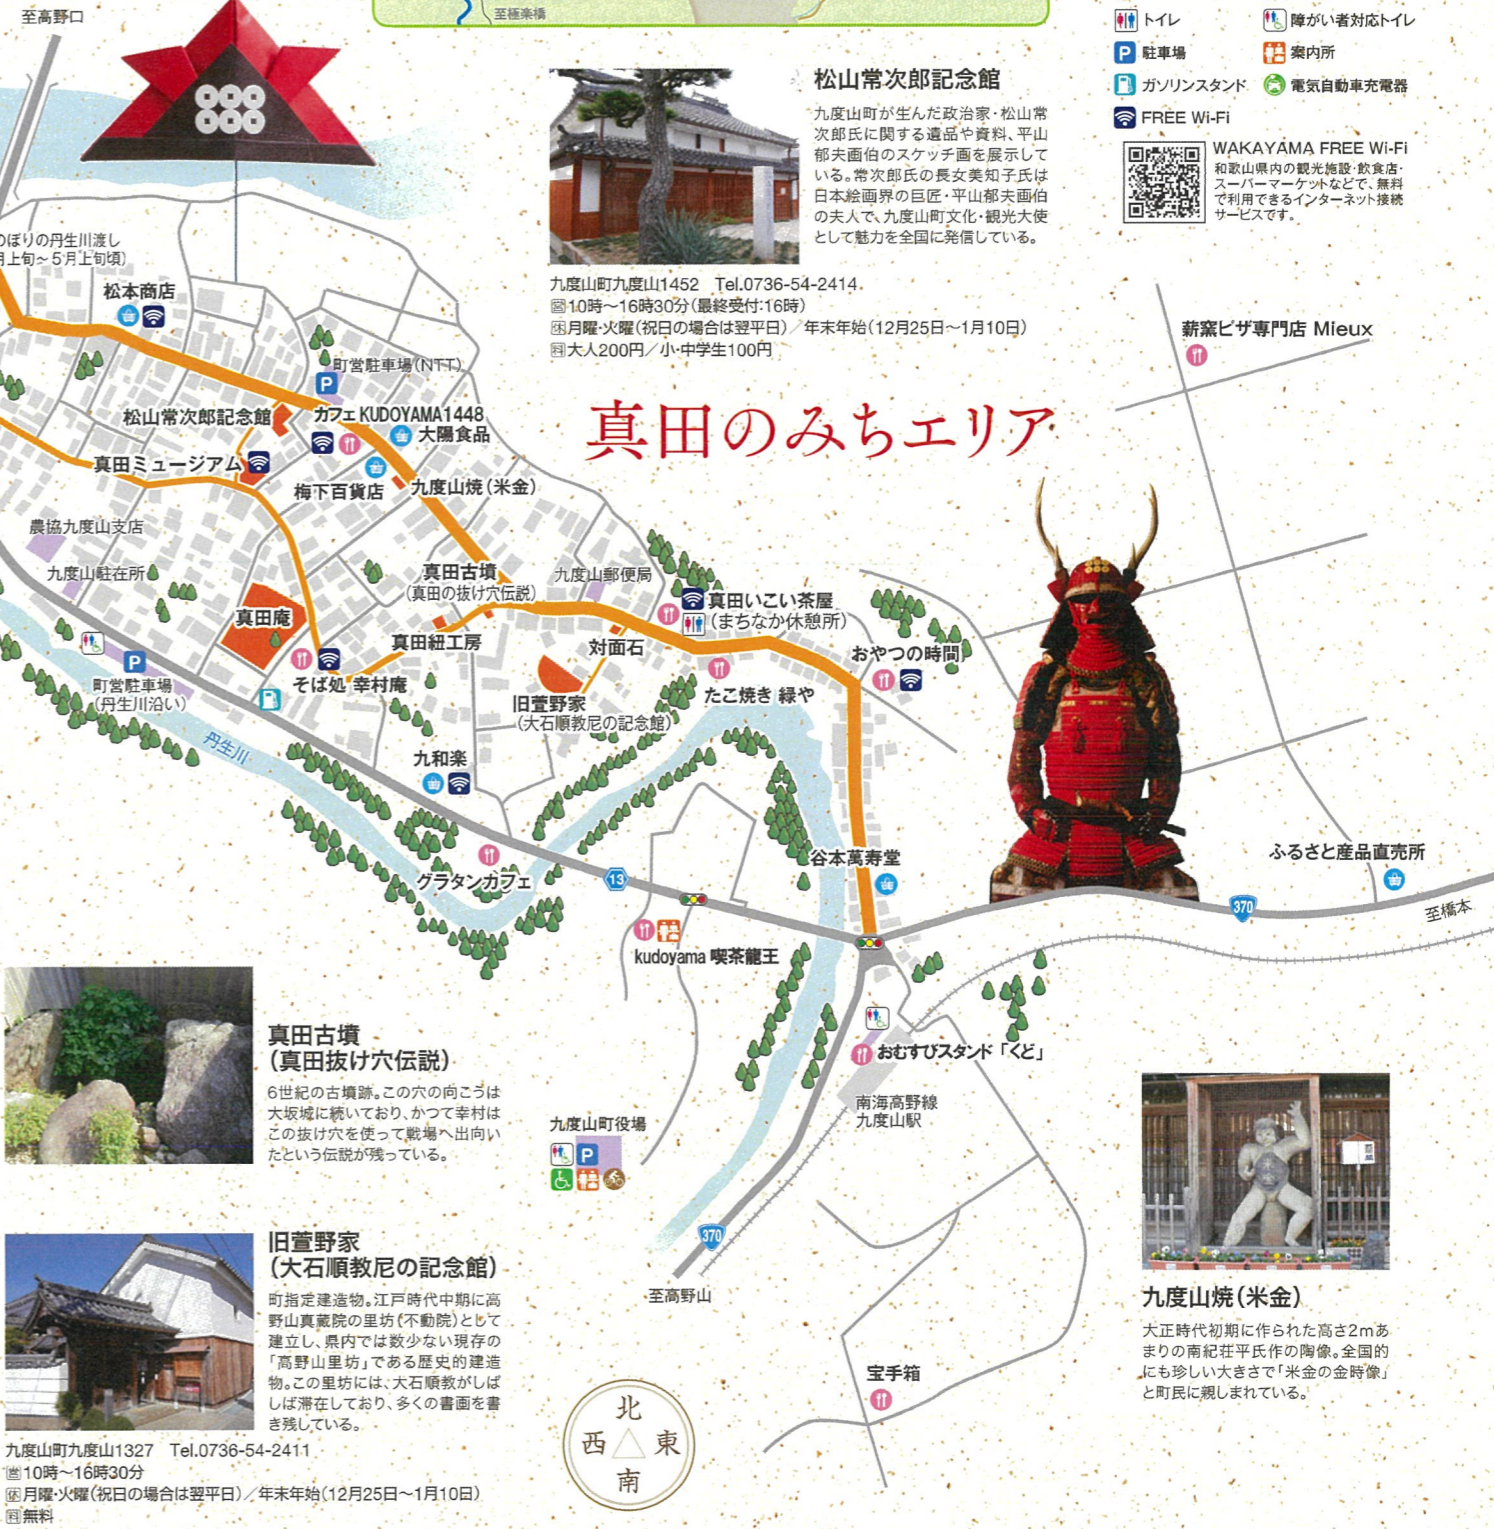 至高野口
至極楽橋
トイレ
障がい者対応トイレ
P 駐車場
案内所
ガソリンスタンド
電気自動車充電器
FREE Wi-Fi
WAKAYAMA FREE Wi-Fi
和歌山県内の観光施設・飲食店・
スーパーマーケットなどで、無料
で利用できるインターネット接続
サービスです。
松山常次郎記念館
九度山町が生んだ政治家・松山常
次郎氏に関する遺品や資料、平山
郁夫画伯のスケッチ画を展示して
いる。常次郎氏の長女美知子氏は
日本絵画界の巨匠・平山郁夫画伯
の夫人で、九度山町文化・観光大使
として魅力を全国に発信している。
九度山町九度山1452 Tel.0736-54-2414
営10時～16時30分(最終受付:16時)
休月曜・火曜(祝日の場合は翌平日)／年末年始(12月25日～1月10日)
料大人200円／小・中学生100円
真田のみちエリア
のぼりの丹生川渡し
月上旬～5月上旬頃)
松本商店
町営駐車場(NTT)
P
松山常次郎記念館
カフェKUDOYAMA1448
大陽食品
真田ミュージアム
梅下百貨店
九度山焼(米金)
農協九度山支店
九度山駐在所
真田庵
真田古墳
(真田の抜け穴伝説)
九度山郵便局
真田いこい茶屋
(まちなか休憩所)
真田紐工房
対面石
おやつの時間
P
町営駐車場
(丹生川沿い)
そば処 幸村庵
旧萱野家
(大石順教尼の記念館)
たこ焼き 緑や
丹生川
九和楽
グラタンカフェ
13
谷本萬寿堂
kudoyama 喫茶龍王
薪窯ピザ専門店 Mieux
ふるさと産品直売所
370
至橋本
おむすびスタンド「くど」
南海高野線
九度山駅
九度山町役場
P
370
至高野山
宝手箱
北
西
東
南
真田古墳
(真田抜け穴伝説)
6世紀の古墳跡。この穴の向こうは
大坂城に続いており、かつて幸村は
この抜け穴を使って戦場へ出向い
たという伝説が残っている。
旧萱野家
(大石順教尼の記念館)
町指定建造物。江戸時代中期に高
野山真蔵院の里坊(不動院)として
建立し、県内では数少ない現存の
「高野山里坊」である歴史的建造
物。この里坊には、大石順教がしば
しば滞在しており、多くの書画を書
き残している。
九度山町九度山1327 Tel.0736-54-2411
営10時～16時30分
休月曜・火曜(祝日の場合は翌平日)／年末年始(12月25日～1月10日)
料無料
九度山焼(米金)
大正時代初期に作られた高さ2mあ
まりの南紀荘平氏作の陶像。全国的
にも珍しい大きさで「米金の金時像」
と町民に親しまれている。